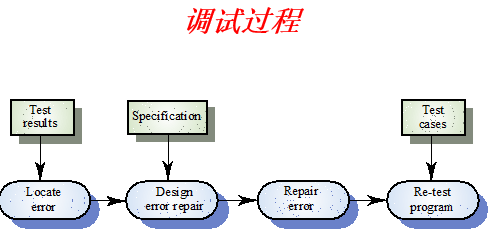 调试过程
Test
results
Specification
Test
cases
Locate
error
Design
error repair
Repair
error
Re-test
program